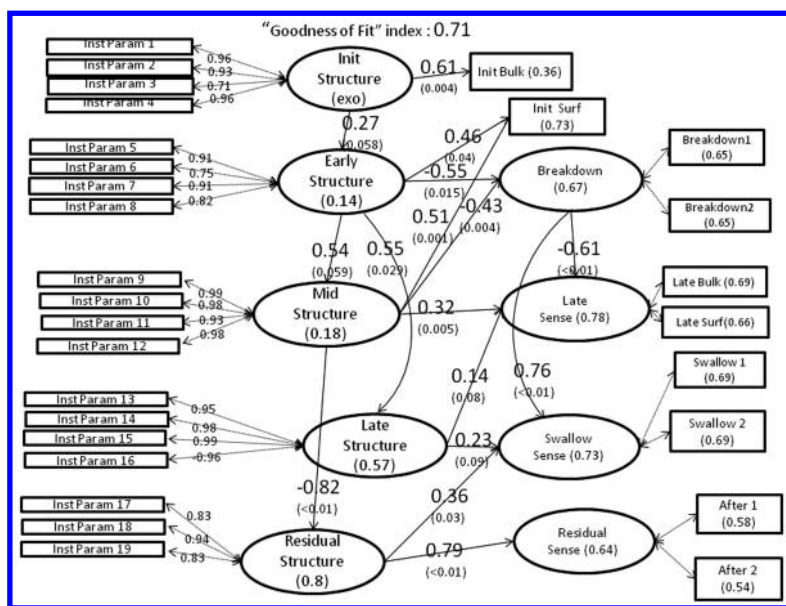 “Goodness of Fit” index : 0.71
Inst Param 1
Inst Param 2
Inst Param 3
Inst Param 4
0.96
0.93
0.71
0.96
Init
Structure
(exo)
0.61
(0.004)
Init Bulk (0.36)
0.27
(0.058)
Init Surf
(0.73)
Inst Param 5
Inst Param 6
Inst Param 7
Inst Param 8
0.91
0.75
0.91
0.82
Early
Structure
(0.14)
0.46
(0.04)
-0.55
(0.015)
0.51
(0.001)
-0.43
(0.004)
Breakdown
(0.67)
Breakdown1
(0.65)
Breakdown2
(0.65)
0.54
(0.059)
0.55
(0.029)
-0.61
(<0.01)
Inst Param 9
Inst Param 10
Inst Param 11
Inst Param 12
0.99
0.98
0.93
0.98
Mid
Structure
(0.18)
0.32
(0.005)
Late
Sense (0.78)
Late Bulk (0.69)
Late Surf(0.66)
0.14
(0.08)
0.76
(<0.01)
Inst Param 13
Inst Param 14
Inst Param 15
Inst Param 16
0.95
0.98
0.99
-0.96
Late
Structure
(0.57)
0.23
(0.09)
Swallow
Sense (0.73)
Swallow 1
(0.69)
Swallow 2
(0.69)
-0.82
(<0.01)
0.36
(0.03)
Inst Param 17
Inst Param 18
Inst Param 19
0.83
0.94
0.83
Residual
Structure
(0.8)
0.79
(<0.01)
Residual
Sense (0.64)
After 1
(0.58)
After 2
(0.54)